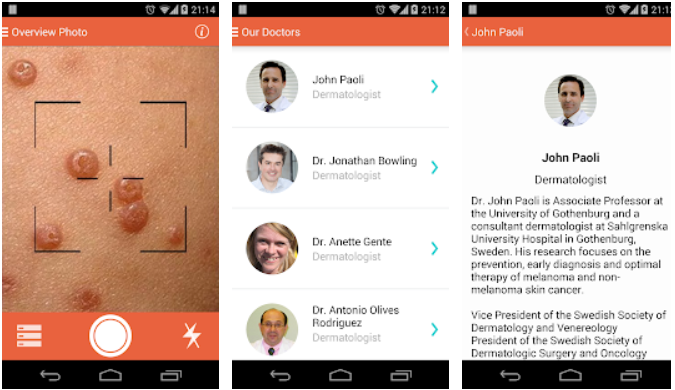 21:14
Overview Photo
i
21:12
Our Doctors
John Paoli
Dermatologist
Dr. Jonathan Bowling
Dermatologist
Dr. Anette Gente
Dermatologist
Dr. Antonio Olives
Rodriguez
Dermatologist
John Paoli
John Paoli
Dermatologist
Dr. John Paoli is Associate Professor at
the University of Gothenburg and a
consultant dermatologist at Sahlgrenska
University Hospital in Gothenburg,
Sweden. His research focuses on the
prevention, early diagnosis and optimal
therapy of melanoma and non-
melanoma skin cancer.
Vice President of the Swedish Society of
Dermatology and Venereology
President of the Swedish Society of
Dermatologic Surgery and Oncology